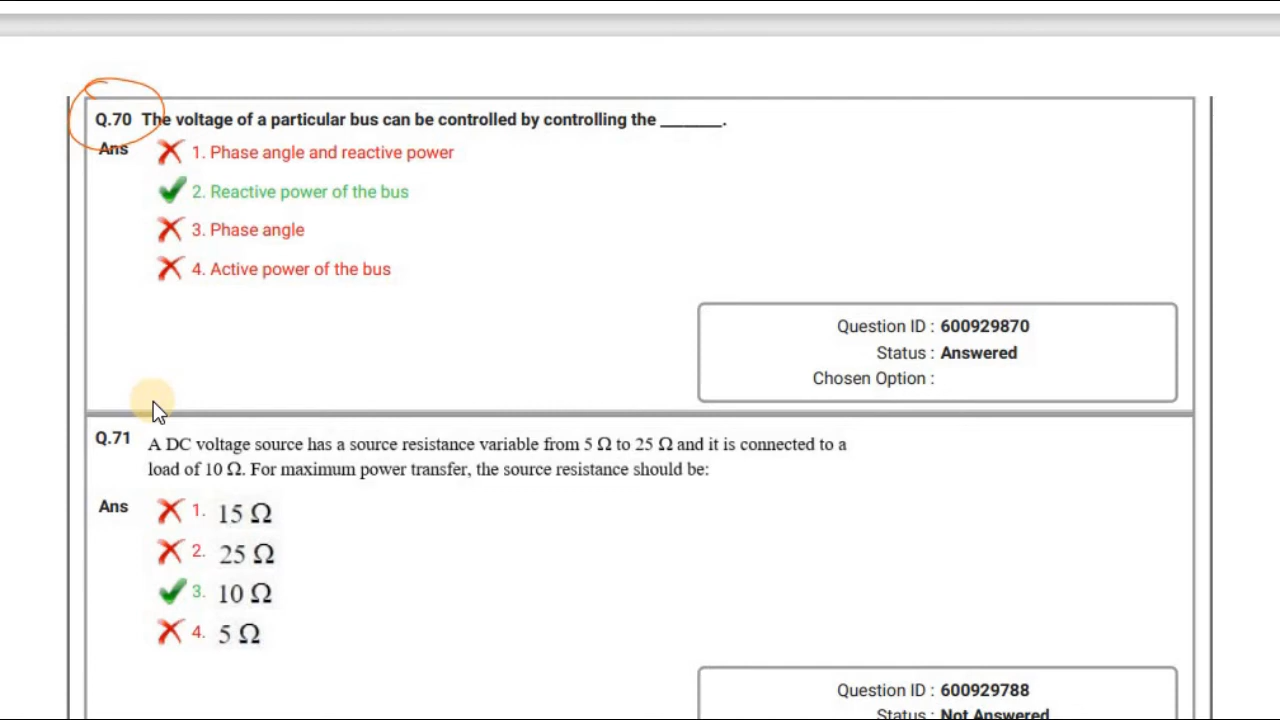 Q.70 The voltage of a particular bus can be controlled by controlling the _______.
Ans 1. Phase angle and reactive power
2. Reactive power of the bus
3. Phase angle
4. Active power of the bus
Question ID : 600929870
Status : Answered
Chosen Option :
Q.71 A DC voltage source has a source resistance variable from 5 Ω to 25 Ω and it is connected to a
load of 10 Ω. For maximum power transfer, the source resistance should be:
Ans 1. 15 Ω
2. 25 Ω
3. 10 Ω
4. 5 Ω
Question ID : 600929788
Status : Not Answered